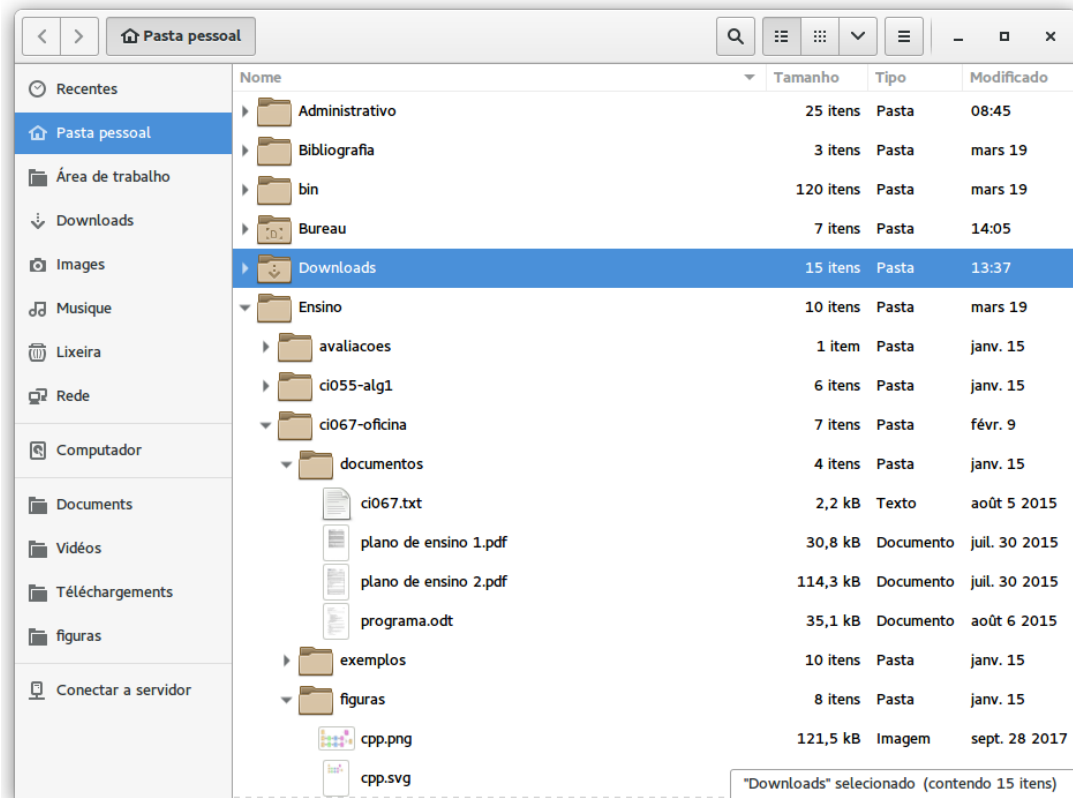 Pasta pessoal
Recentes
Pasta pessoal
Área de trabalho
Downloads
Images
Musique
Lixeira
Rede
Computador
Documents
Vidéos
Téléchargements
figuras
Conectar a servidor
Nome Tamanho Tipo Modificado
Administrativo 25 itens Pasta 08:45
Bibliografia 3 itens Pasta mars 19
bin 120 itens Pasta mars 19
Bureau 7 itens Pasta 14:05
Downloads 15 itens Pasta 13:37
Ensino 10 itens Pasta mars 19
avaliacoes 1 item Pasta janv. 15
ci055-alg1 6 itens Pasta janv. 15
ci067-oficina 7 itens Pasta févr. 9
documentos 4 itens Pasta janv. 15
ci067.txt 2,2 kB Texto août 5 2015
plano de ensino 1.pdf 30,8 kB Documento juil. 30 2015
plano de ensino 2.pdf 114,3 kB Documento juil. 30 2015
programa.odt 35,1 kB Documento août 6 2015
exemplos 10 itens Pasta janv. 15
figuras 8 itens Pasta janv. 15
cpp.png 121,5 kB Imagem sept. 28 2017
cpp.svg
"Downloads" selecionado (contendo 15 itens)